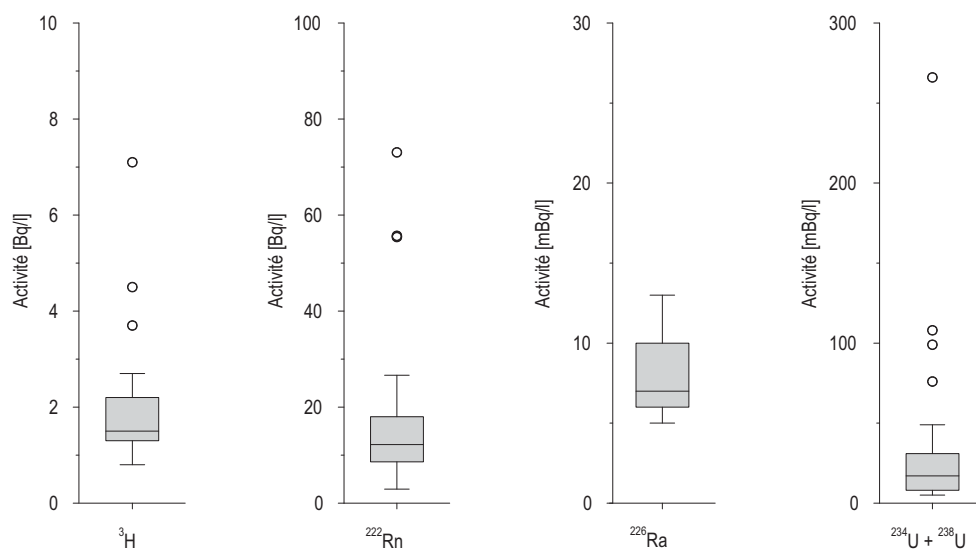 Activité [Bq/l]
10
8
6
4
2
0
³H
Activité [Bq/l]
100
80
60
40
20
0
²²²Rn
Activité [mBq/l]
30
20
10
0
²²⁶Ra
Activité [mBq/l]
300
200
100
0
²³⁴U + ²³⁸U